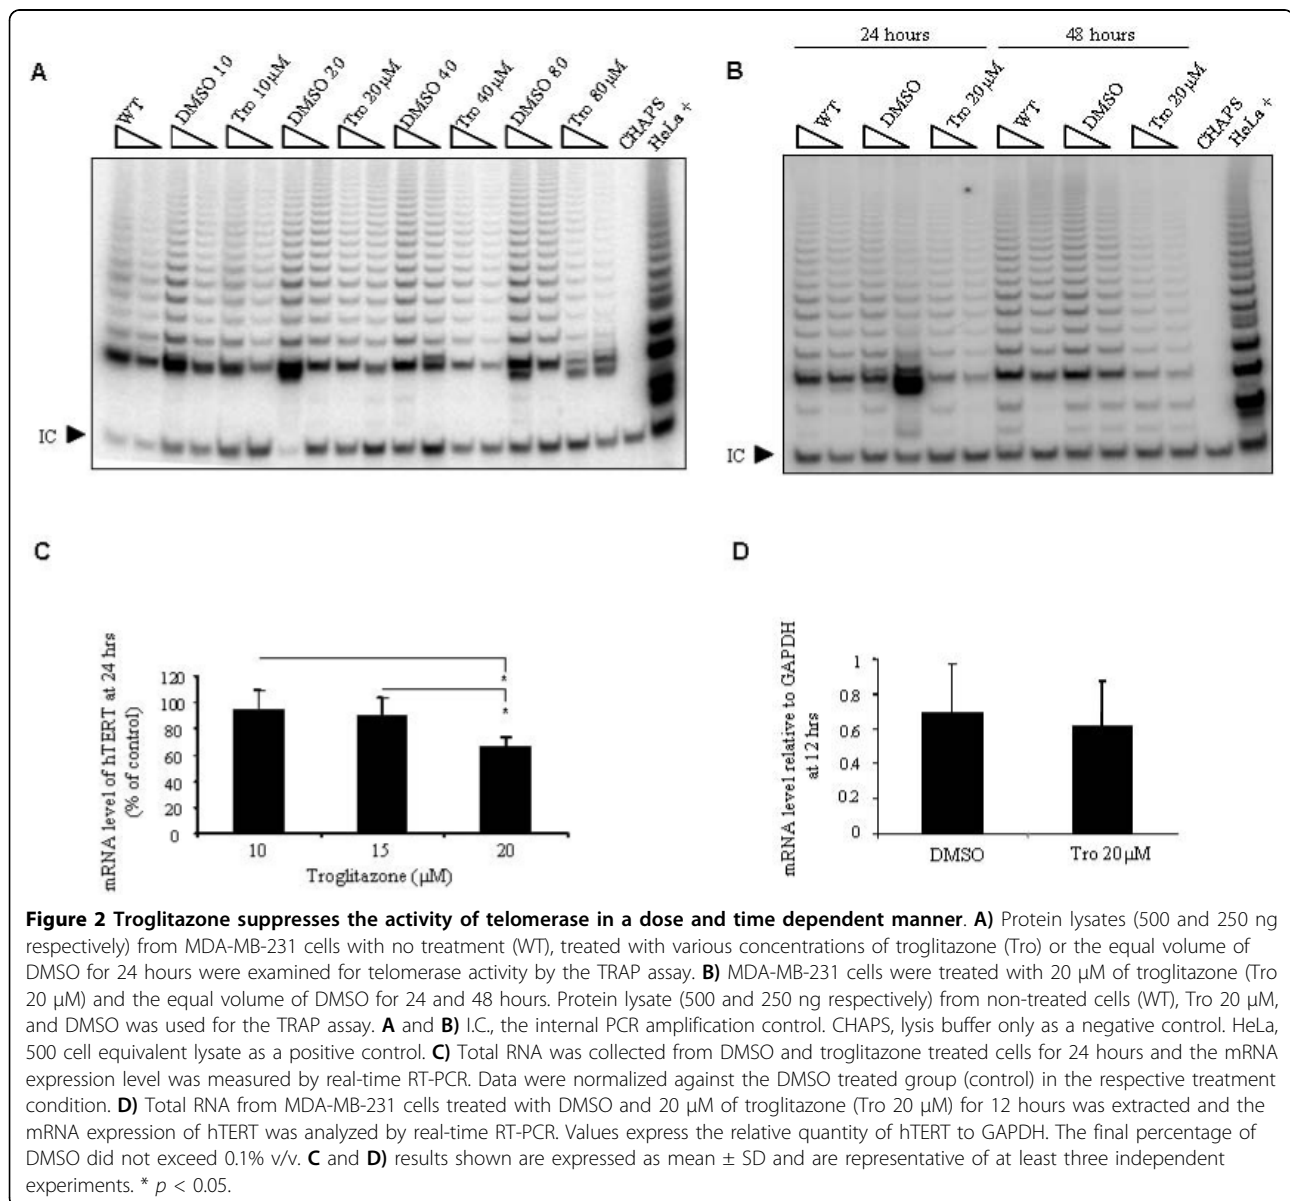 24 hours 48 hours
A
B
WT DMSO 10 Tro 10µM DMSO 20 Tro 20µM DMSO 40 Tro 40µM DMSO 80 Tro 80µM CHAPS HeLa +
WT DMSO Tro 20µM WT DMSO Tro 20µM CHAPS HeLa +
IC
IC
C
D
mRNA level of hTERT at 24 hrs
(% of control)
120
100
80
60
40
20
0
*
*
10 15 20
Troglitazone (µM)
mRNA level relative to GAPDH
at 12 hrs
1
0.8
0.6
0.4
0.2
0
DMSO Tro 20µM
Figure 2 Troglitazone suppresses the activity of telomerase in a dose and time dependent manner. A) Protein lysates (500 and 250 ng
respectively) from MDA-MB-231 cells with no treatment (WT), treated with various concentrations of troglitazone (Tro) or the equal volume of
DMSO for 24 hours were examined for telomerase activity by the TRAP assay. B) MDA-MB-231 cells were treated with 20 µM of troglitazone (Tro
20 µM) and the equal volume of DMSO for 24 and 48 hours. Protein lysate (500 and 250 ng respectively) from non-treated cells (WT), Tro 20 µM,
and DMSO was used for the TRAP assay. A and B) I.C., the internal PCR amplification control. CHAPS, lysis buffer only as a negative control. HeLa,
500 cell equivalent lysate as a positive control. C) Total RNA was collected from DMSO and troglitazone treated cells for 24 hours and the mRNA
expression level was measured by real-time RT-PCR. Data were normalized against the DMSO treated group (control) in the respective treatment
condition. D) Total RNA from MDA-MB-231 cells treated with DMSO and 20 µM of troglitazone (Tro 20 µM) for 12 hours was extracted and the
mRNA expression of hTERT was analyzed by real-time RT-PCR. Values express the relative quantity of hTERT to GAPDH. The final percentage of
DMSO did not exceed 0.1% v/v. C and D) results shown are expressed as mean ± SD and are representative of at least three independent
experiments. * p < 0.05.